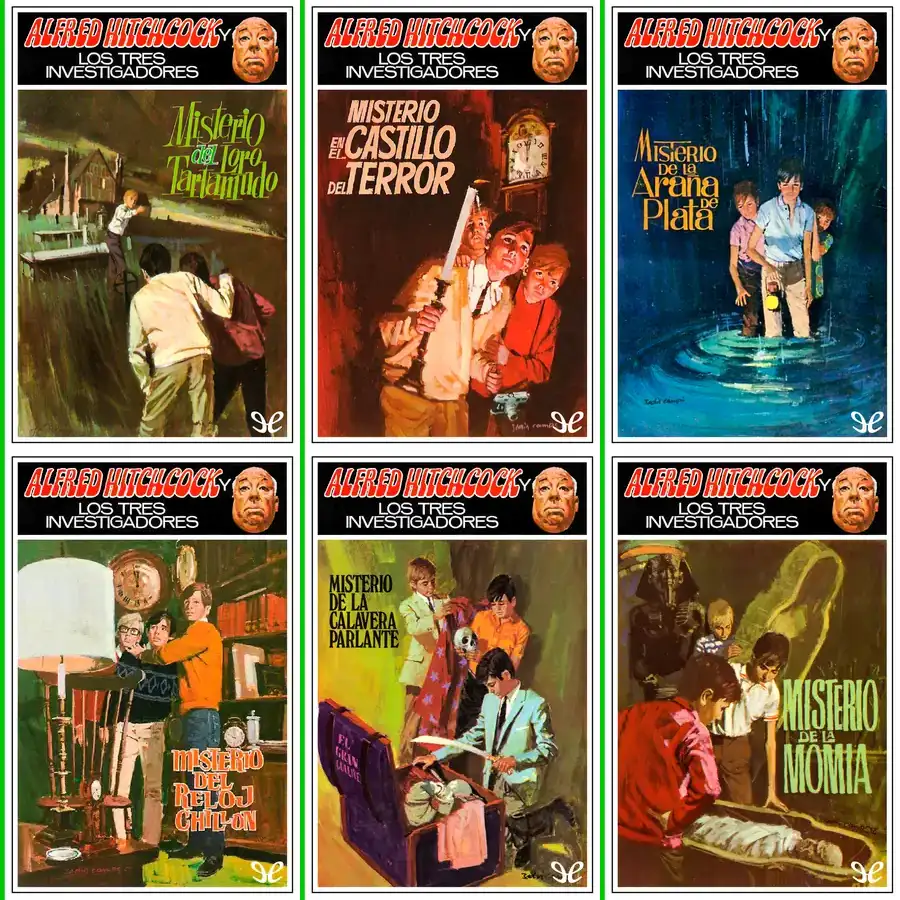 ALFRED HITCHCOCK Y
LOS TRES
INVESTIGADORES
Misterio
del Loro
Tartamudo
ALFRED HITCHCOCK Y
LOS TRES
INVESTIGADORES
MISTERIO
EN EL CASTILLO
DEL TERROR
ALFRED HITCHCOCK Y
LOS TRES
INVESTIGADORES
MISTERIO
DE LA
ARAÑA
DE
PLATA
ALFRED HITCHCOCK Y
LOS TRES
INVESTIGADORES
MISTERIO
DEL
RELOJ
CHILLÓN
ALFRED HITCHCOCK Y
LOS TRES
INVESTIGADORES
MISTERIO
DE LA
CALAVERA
PARLANTE
EL
GRAN
ALFRED HITCHCOCK Y
LOS TRES
INVESTIGADORES
MISTERIO
DE LA
MOMIA